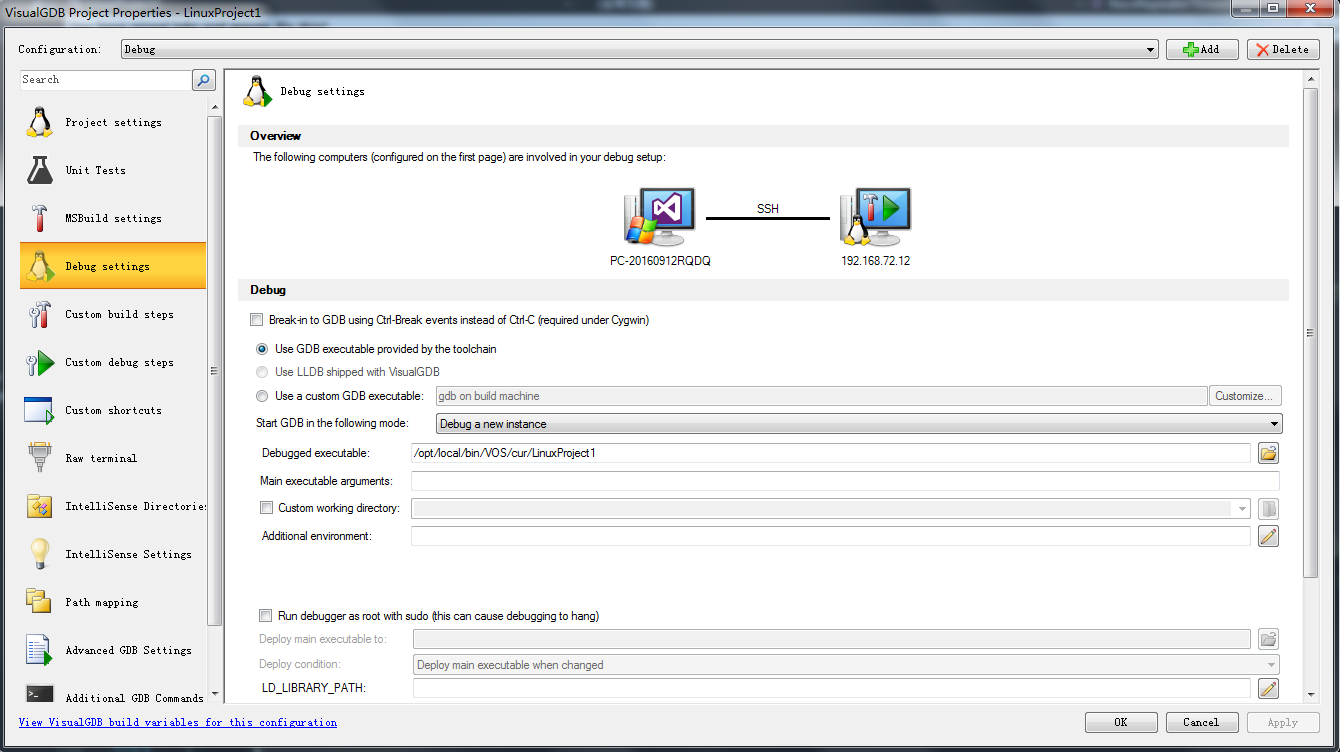 VisualGDB Project Properties - LinuxProject1
Configuration: Debug Add Delete
Search
Project settings
Unit Tests
MSBuild settings
Debug settings
Custom build steps
Custom debug steps
Custom shortcuts
Raw terminal
IntelliSense Directories
IntelliSense Settings
Path mapping
Advanced GDB Settings
Additional GDB Commands
Debug settings
Overview
The following computers (configured on the first page) are involved in your debug setup:
SSH
PC-20160912RQDQ 192.168.72.12
Debug
Break-in to GDB using Ctrl-Break events instead of Ctrl-C (required under Cygwin)
Use GDB executable provided by the toolchain
Use LLDB shipped with VisualGDB
Use a custom GDB executable: gdb on build machine Customize...
Start GDB in the following mode: Debug a new instance
Debugged executable: /opt/local/bin/VOS/cur/LinuxProject1
Main executable arguments:
Custom working directory:
Additional environment:
Run debugger as root with sudo (this can cause debugging to hang)
Deploy main executable to:
Deploy condition: Deploy main executable when changed
LD_LIBRARY_PATH:
View VisualGDB build variables for this configuration
OK Cancel Apply